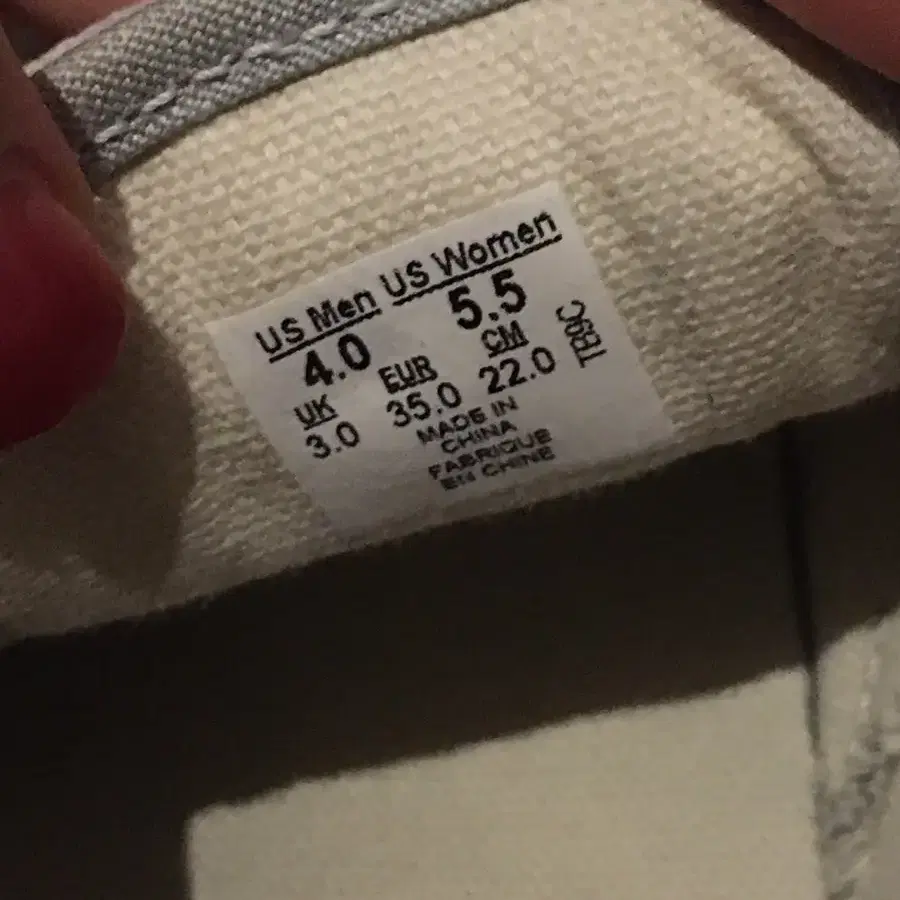 US Men US Women
4.0 5.5
UK EUR CM
3.0 35.0 22.0
MADE IN
CHINA
FABRIQUE
EN CHINE